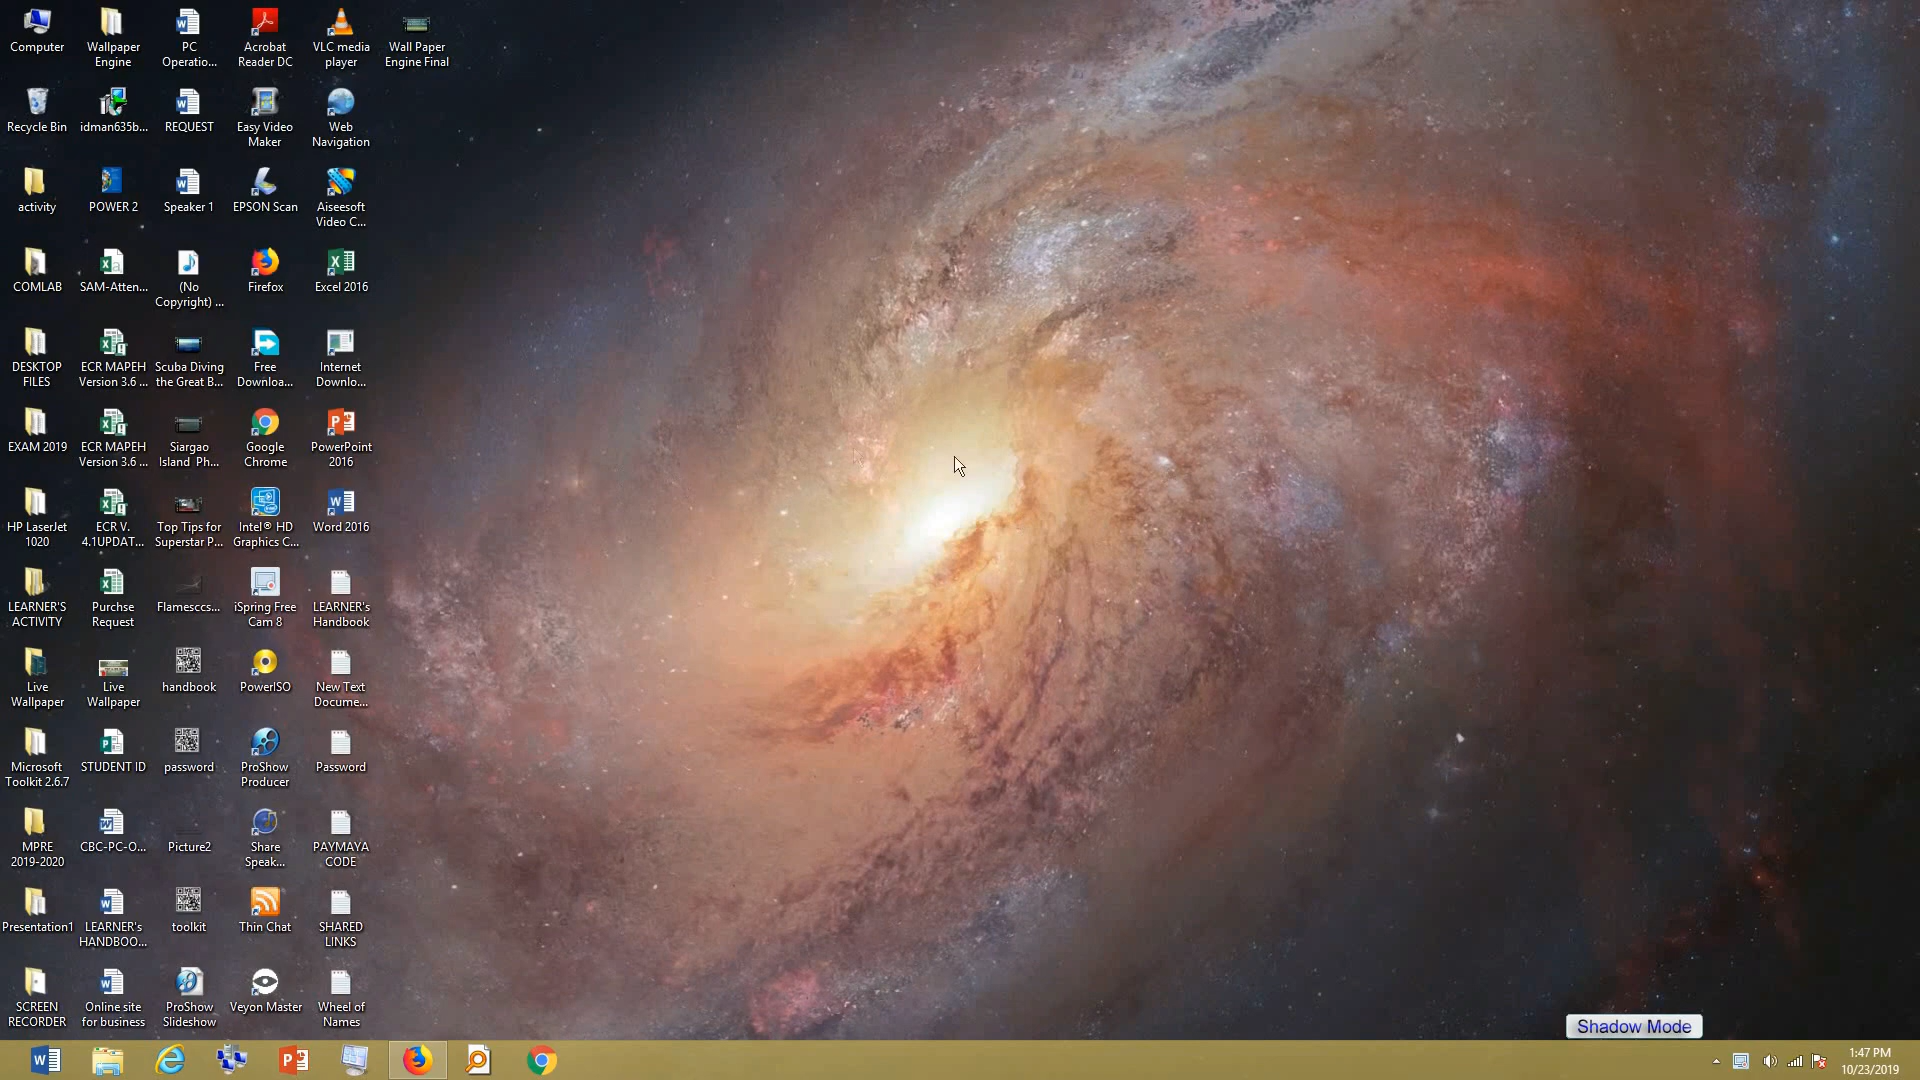 Computer
Wallpaper
Engine
PC
Operatio...
Acrobat
Reader DC
VLC media
player
Wall Paper
Engine Final
Recycle Bin
idman635b...
REQUEST
Easy Video
Maker
Web
Navigation
activity
POWER 2
Speaker 1
EPSON Scan
Aiseesoft
Video C...
COMLAB
SAM-Atten...
(No
Copyright) ...
Firefox
Excel 2016
DESKTOP
FILES
ECR MAPEH
Version 3.6 ...
Scuba Diving
the Great B...
Free
Downloa...
Internet
Downlo...
EXAM 2019
ECR MAPEH
Version 3.6 ...
Siargao
Island Ph...
Google
Chrome
PowerPoint
2016
HP LaserJet
1020
ECR V.
4.1UPDAT...
Top Tips for
Superstar P...
Intel® HD
Graphics C...
Word 2016
LEARNER'S
ACTIVITY
Purchse
Request
Flamesccs...
iSpring Free
Cam 8
LEARNER's
Handbook
Live
Wallpaper
Live
Wallpaper
handbook
PowerISO
New Text
Docume...
Microsoft
Toolkit 2.6.7
STUDENT ID
password
ProShow
Producer
Password
MPRE
2019-2020
CBC-PC-O...
Picture2
Share
Speak...
PAYMAYA
CODE
Presentation1
LEARNER's
HANDBOO...
toolkit
Thin Chat
SHARED
LINKS
SCREEN
RECORDER
Online site
for business
ProShow
Slideshow
Veyon Master
Wheel of
Names
Shadow Mode
1:47 PM
10/23/2019